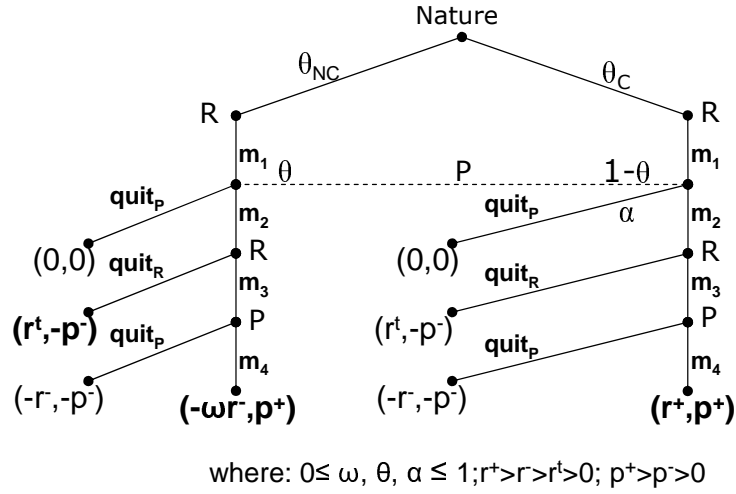 Nature
θNC θC
R R
m₁ m₁
θ P 1-θ
quitP m₂ quitP α m₂
(0,0) quitR R (0,0) quitR R
m₃ m₃
(rᵗ,-p⁻) quitP P (rᵗ,-p⁻) quitP P
m₄ m₄
(-r⁻,-p⁻) (-ωr⁻,p⁺) (-r⁻,-p⁻) (r⁺,p⁺)
where: 0≤ ω, θ, α ≤ 1;r⁺>r⁻>rᵗ>0; p⁺>p⁻>0